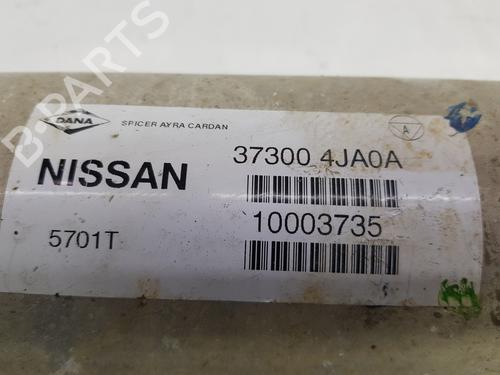 DANA
SPICER AYRA CARDAN
A
NISSAN
37300 4JA0A
5701T
10003735
B-PARTS